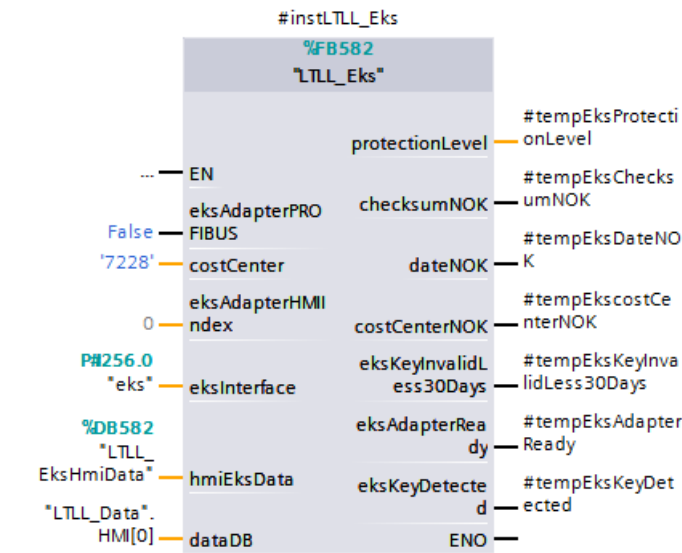 #instLTLL_Eks
%FB582
"LTLL_Eks"
protectionLevel
#tempEksProtecti
onLevel
...
EN
checksumNOK
#tempEksChecks
umNOK
False
eksAdapterPRO
FIBUS
'7228'
costCenter
dateNOK
#tempEksDateNO
K
0
eksAdapterHMII
ndex
costCenterNOK
#tempEkscostCe
nterNOK
P#I256.0
"eks"
eksInterface
eksKeyInvalidL
ess30Days
#tempEksKeyInva
lidLess30Days
%DB582
"LTLL_
EksHmiData"
hmiEksData
eksAdapterRea
dy
#tempEksAdapter
Ready
eksKeyDetecte
d
#tempEksKeyDet
ected
"LTLL_Data".
HMI[0]
dataDB
ENO